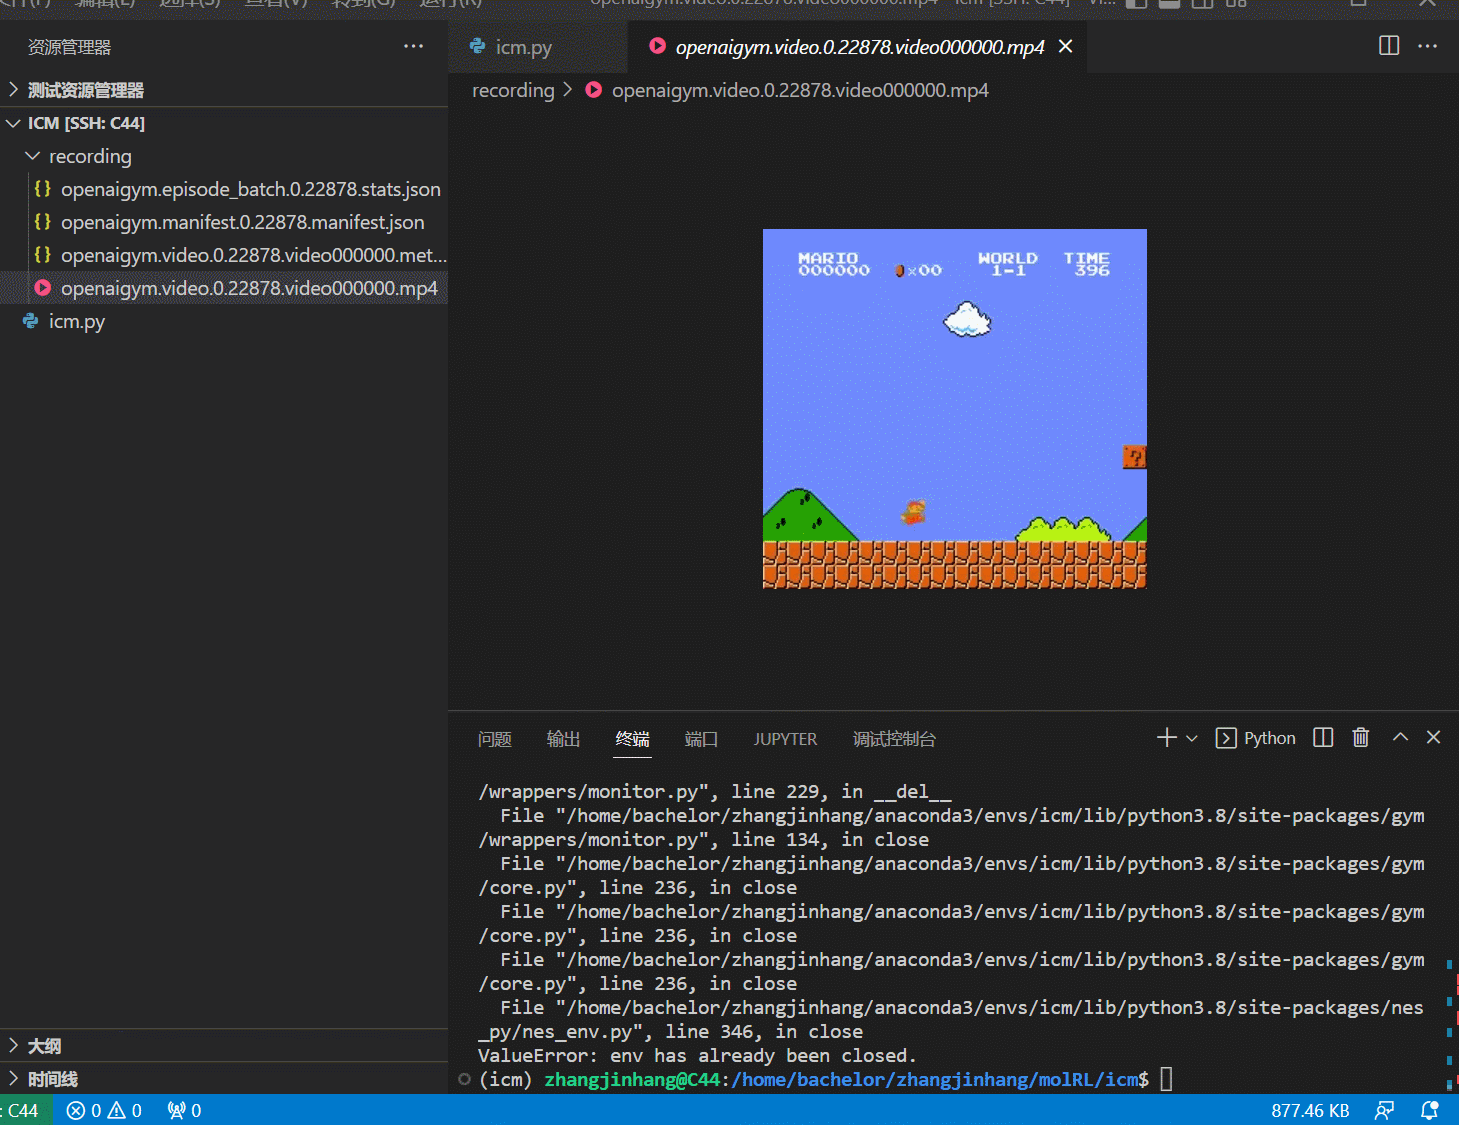 资源管理器
测试资源管理器
ICM [SSH: C44]
recording
openaigym.episode_batch.0.22878.stats.json
openaigym.manifest.0.22878.manifest.json
openaigym.video.0.22878.video000000.met...
openaigym.video.0.22878.video000000.mp4
icm.py
大纲
时间线
icm.py
openaigym.video.0.22878.video000000.mp4
recording > openaigym.video.0.22878.video000000.mp4
MARIO WORLD TIME
000000 ×00 1-1 396
?
问题 输出 终端 端口 JUPYTER 调试控制台 Python
/wrappers/monitor.py", line 229, in __del__
File "/home/bachelor/zhangjinhang/anaconda3/envs/icm/lib/python3.8/site-packages/gym
/wrappers/monitor.py", line 134, in close
File "/home/bachelor/zhangjinhang/anaconda3/envs/icm/lib/python3.8/site-packages/gym
/core.py", line 236, in close
File "/home/bachelor/zhangjinhang/anaconda3/envs/icm/lib/python3.8/site-packages/gym
/core.py", line 236, in close
File "/home/bachelor/zhangjinhang/anaconda3/envs/icm/lib/python3.8/site-packages/gym
/core.py", line 236, in close
File "/home/bachelor/zhangjinhang/anaconda3/envs/icm/lib/python3.8/site-packages/nes
_py/nes_env.py", line 346, in close
ValueError: env has already been closed.
(icm) zhangjinhang@C44:/home/bachelor/zhangjinhang/molRL/icm$
: C44 0 0 0 877.46 KB